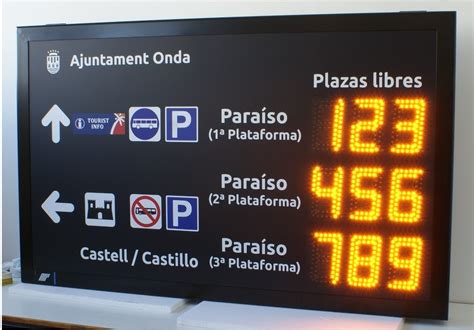 Ajuntament Onda
Plazas libres
TOURIST INFO P Paraíso 123
(1ª Plataforma)
P Paraíso 456
(2ª Plataforma)
Castell / Castillo Paraíso 789
(3ª Plataforma)